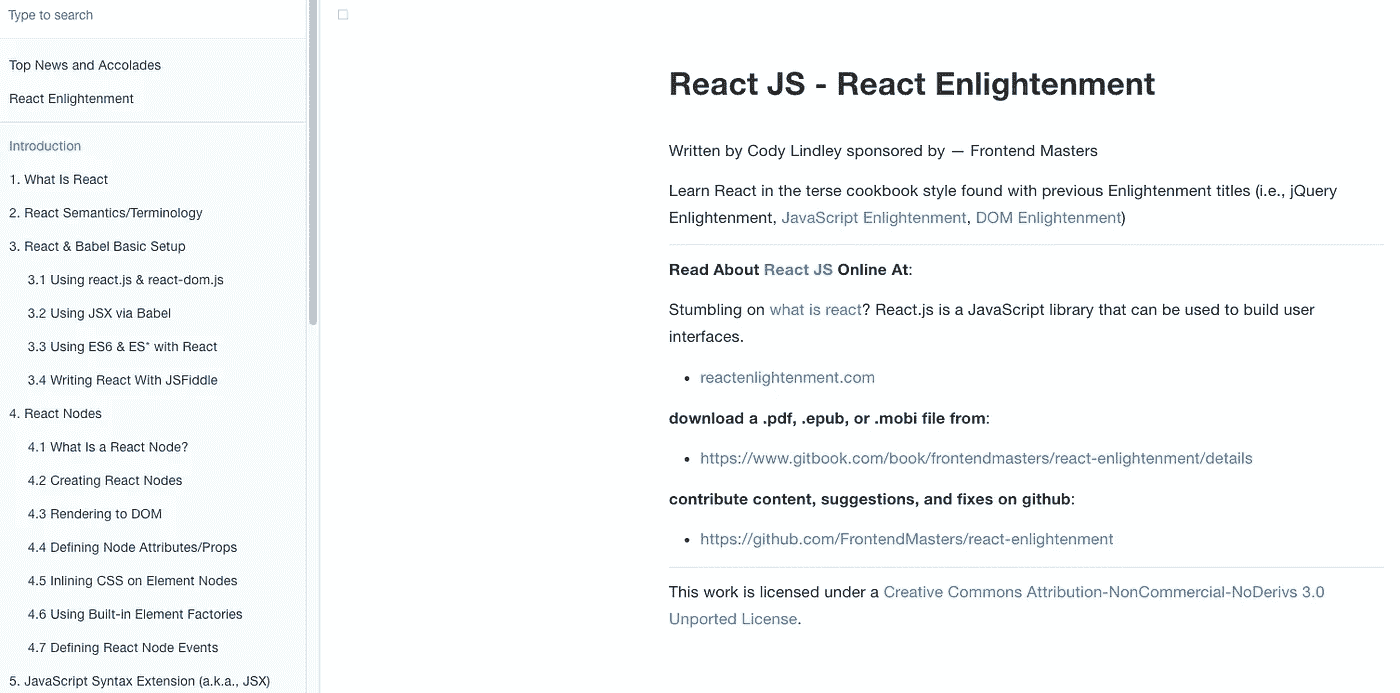 Type to search
Top News and Accolades
React Enlightenment
Introduction
1. What Is React
2. React Semantics/Terminology
3. React & Babel Basic Setup
3.1 Using react.js & react-dom.js
3.2 Using JSX via Babel
3.3 Using ES6 & ES* with React
3.4 Writing React With JSFiddle
4. React Nodes
4.1 What Is a React Node?
4.2 Creating React Nodes
4.3 Rendering to DOM
4.4 Defining Node Attributes/Props
4.5 Inlining CSS on Element Nodes
4.6 Using Built-in Element Factories
4.7 Defining React Node Events
5. JavaScript Syntax Extension (a.k.a., JSX)
React JS - React Enlightenment
Written by Cody Lindley sponsored by — Frontend Masters
Learn React in the terse cookbook style found with previous Enlightenment titles (i.e., jQuery
Enlightenment, JavaScript Enlightenment, DOM Enlightenment)
Read About React JS Online At:
Stumbling on what is react? React.js is a JavaScript library that can be used to build user
interfaces.
• reactenlightenment.com
download a .pdf, .epub, or .mobi file from:
• https://www.gitbook.com/book/frontendmasters/react-enlightenment/details
contribute content, suggestions, and fixes on github:
• https://github.com/FrontendMasters/react-enlightenment
This work is licensed under a Creative Commons Attribution-NonCommercial-NoDerivs 3.0
Unported License.